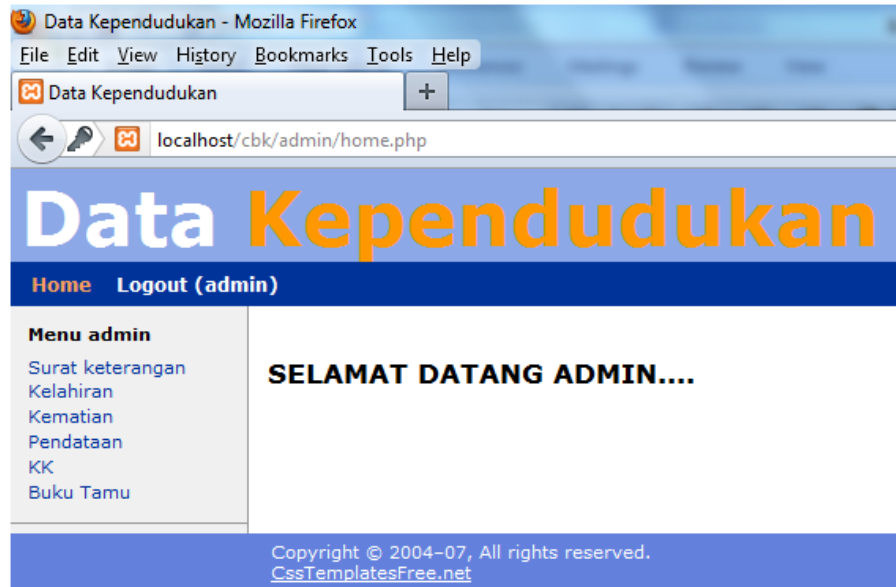 Data Kependudukan - Mozilla Firefox
File Edit View History Bookmarks Tools Help
Data Kependudukan +
localhost/cbk/admin/home.php
Data Kependudukan
Home Logout (admin)
Menu admin
Surat keterangan
Kelahiran
Kematian
Pendataan
KK
Buku Tamu
SELAMAT DATANG ADMIN....
Copyright © 2004–07, All rights reserved.
CssTemplatesFree.net